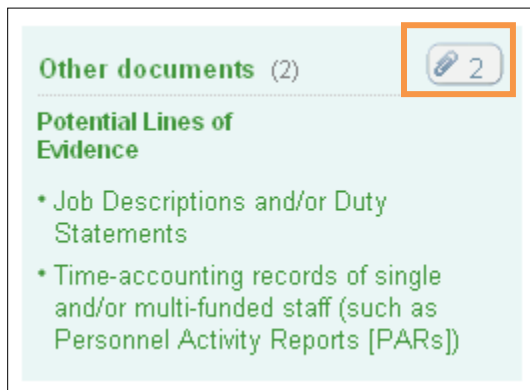 Other documents (2) 2
Potential Lines of
Evidence
• Job Descriptions and/or Duty
Statements
• Time-accounting records of single
and/or multi-funded staff (such as
Personnel Activity Reports [PARs])